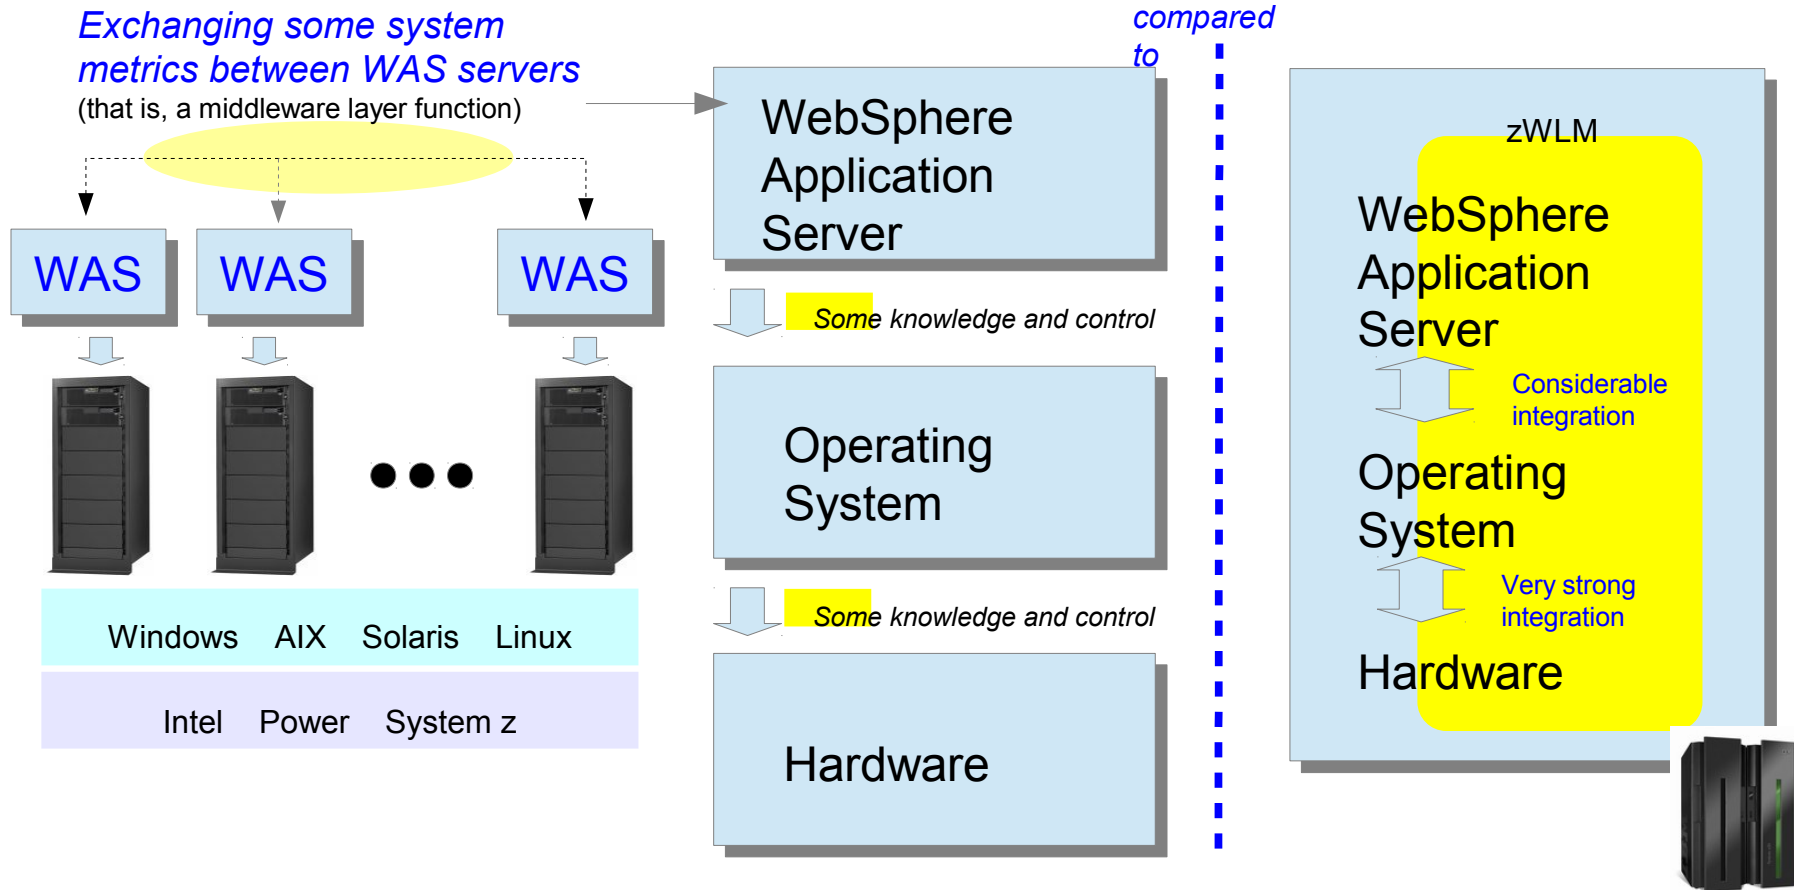 Exchanging some system
metrics between WAS servers
(that is, a middleware layer function)
WAS
WAS
WAS
Windows AIX Solaris Linux
Intel Power System z
WebSphere
Application
Server
Some knowledge and control
Operating
System
Some knowledge and control
Hardware
compared
to
zWLM
WebSphere
Application
Server
Considerable
integration
Operating
System
Very strong
integration
Hardware